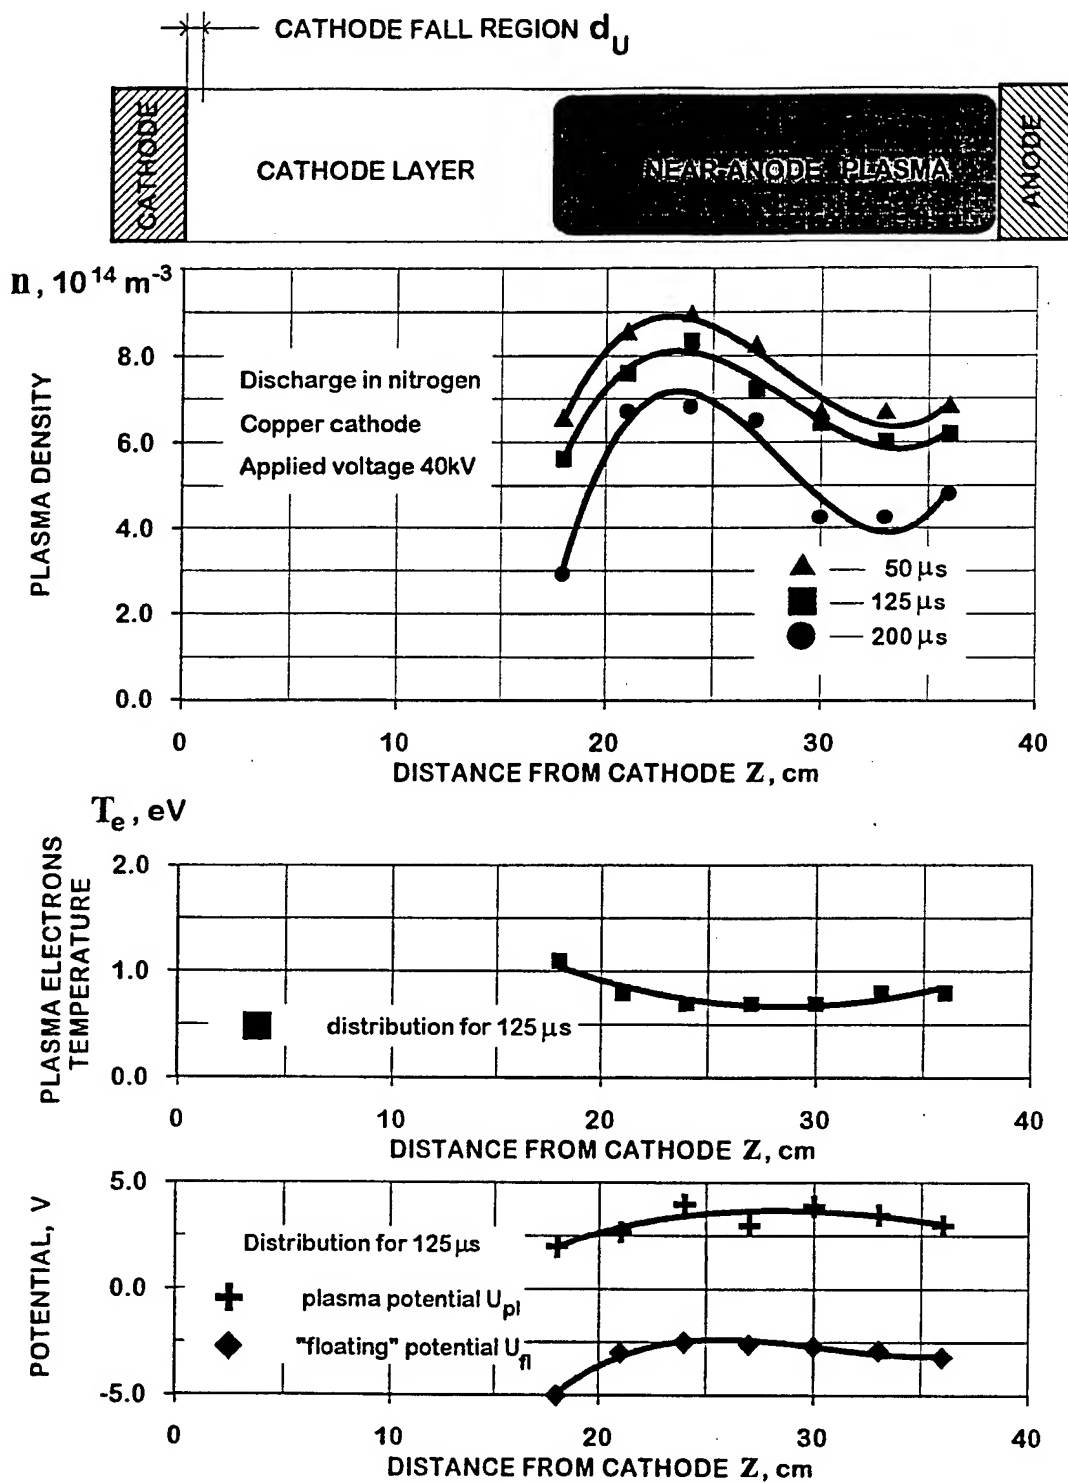 CATHODE FALL REGION dU
CATHODE
CATHODE LAYER
NEAR-ANODE PLASMA
ANODE
n, 10^14 m^-3
PLASMA DENSITY
8.0
6.0
4.0
2.0
0.0
Discharge in nitrogen
Copper cathode
Applied voltage 40kV
50 μs
125 μs
200 μs
0 10 20 30 40
DISTANCE FROM CATHODE Z, cm
Te, eV
PLASMA ELECTRONS
TEMPERATURE
2.0
1.0
0.0
distribution for 125 μs
0 10 20 30 40
DISTANCE FROM CATHODE Z, cm
POTENTIAL, V
5.0
0.0
-5.0
Distribution for 125 μs
plasma potential Upl
"floating" potential Ufl
0 10 20 30 40
DISTANCE FROM CATHODE Z, cm